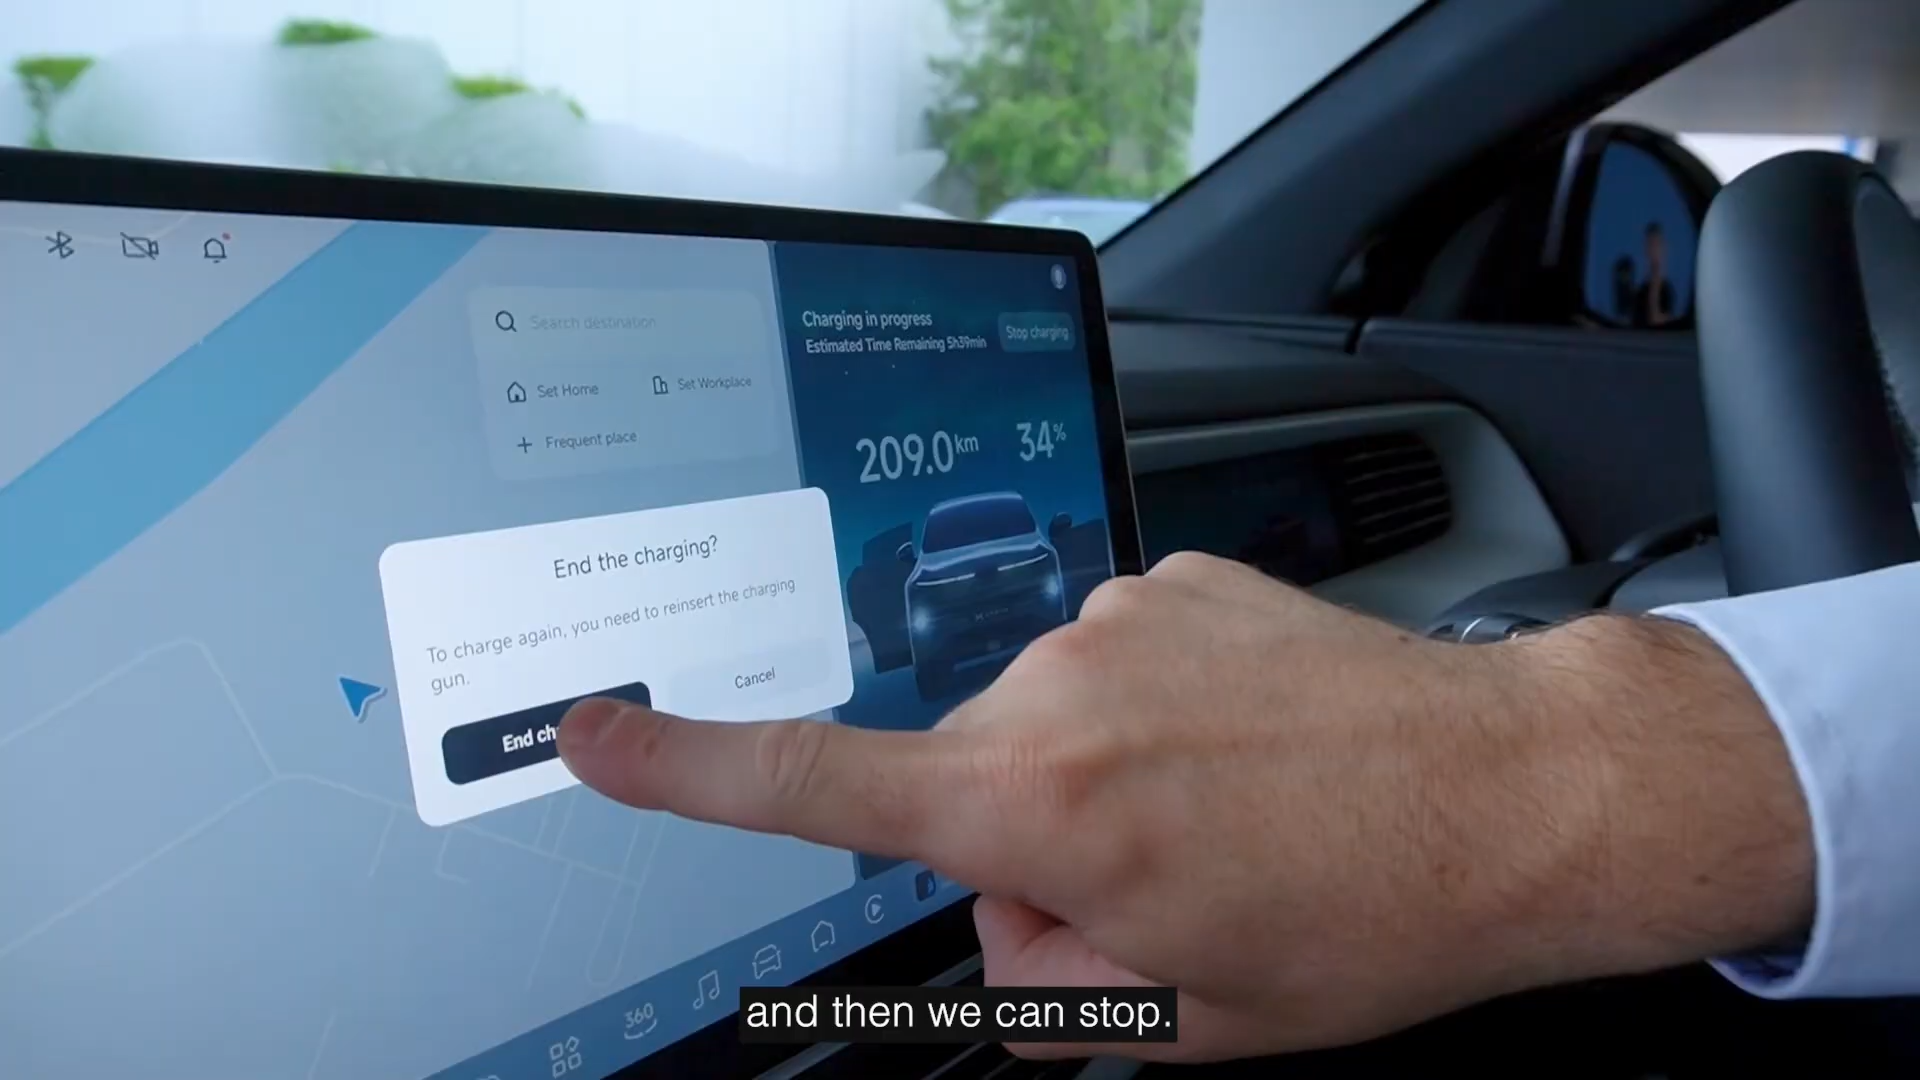 Search destination
Set Home
Set Workplace
Frequent place
Charging in progress
Estimated Time Remaining 5h39min
Stop charging
209.0km
34%
End the charging?
To charge again, you need to reinsert the charging
gun.
End ch
Cancel
360
and then we can stop.